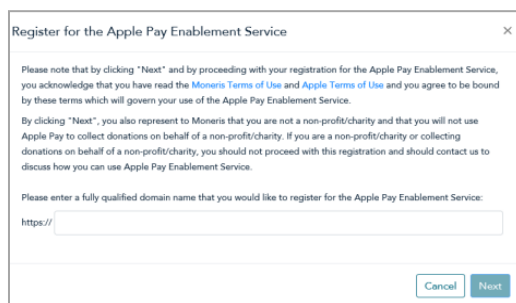 Register for the Apple Pay Enablement Service ×
Please note that by clicking "Next" and by proceeding with your registration for the Apple Pay Enablement Service,
you acknowledge that you have read the Moneris Terms of Use and Apple Terms of Use and you agree to be bound
by these terms which will govern your use of the Apple Pay Enablement Service.
By clicking "Next", you also represent to Moneris that you are not a non-profit/charity and that you will not use
Apple Pay to collect donations on behalf of a non-profit/charity. If you are a non-profit/charity or collecting
donations on behalf of a non-profit/charity, you should not proceed with this registration and should contact us to
discuss how you can use Apple Pay Enablement Service.
Please enter a fully qualified domain name that you would like to register for the Apple Pay Enablement Service:
https://
Cancel Next